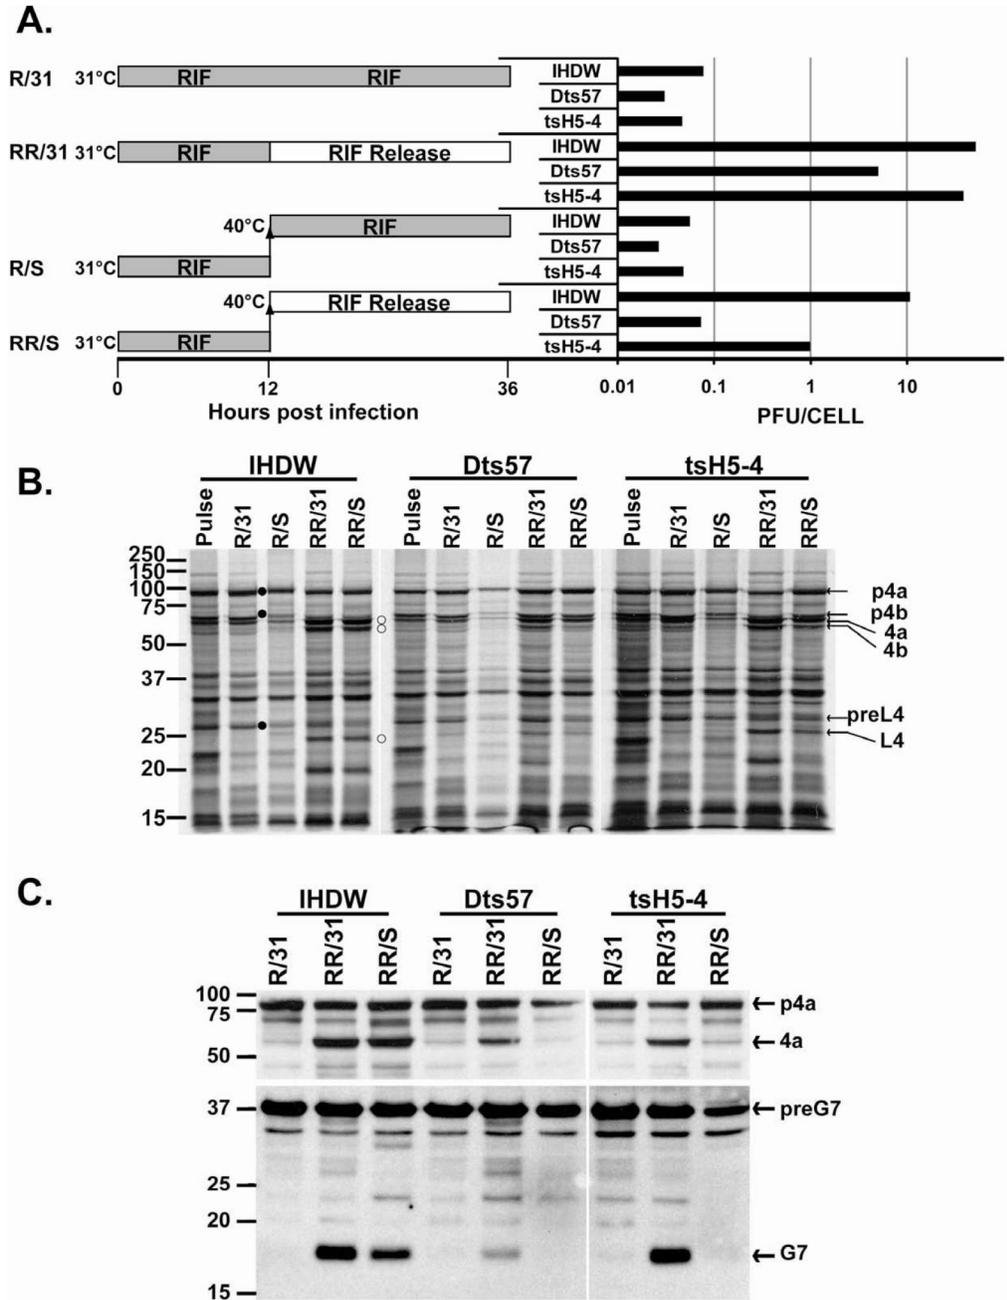 A.
R/31 31°C RIF RIF
IHDW
Dts57
tsH5-4
RR/31 31°C RIF RIF Release
IHDW
Dts57
tsH5-4
40°C RIF
R/S 31°C RIF
IHDW
Dts57
tsH5-4
40°C RIF Release
RR/S 31°C RIF
IHDW
Dts57
tsH5-4
0 12 36 0.01 0.1 1 10
Hours post infection PFU/CELL
B.
IHDW Dts57 tsH5-4
Pulse R/31 R/S RR/31 RR/S Pulse R/31 R/S RR/31 RR/S Pulse R/31 R/S RR/31 RR/S
250
150
100
75
50
37
25
20
15
p4a
p4b
4a
4b
preL4
L4
C.
IHDW Dts57 tsH5-4
R/31 RR/31 RR/S R/31 RR/31 RR/S R/31 RR/31 RR/S
100
75
50
p4a
4a
37
25
20
15
preG7
G7